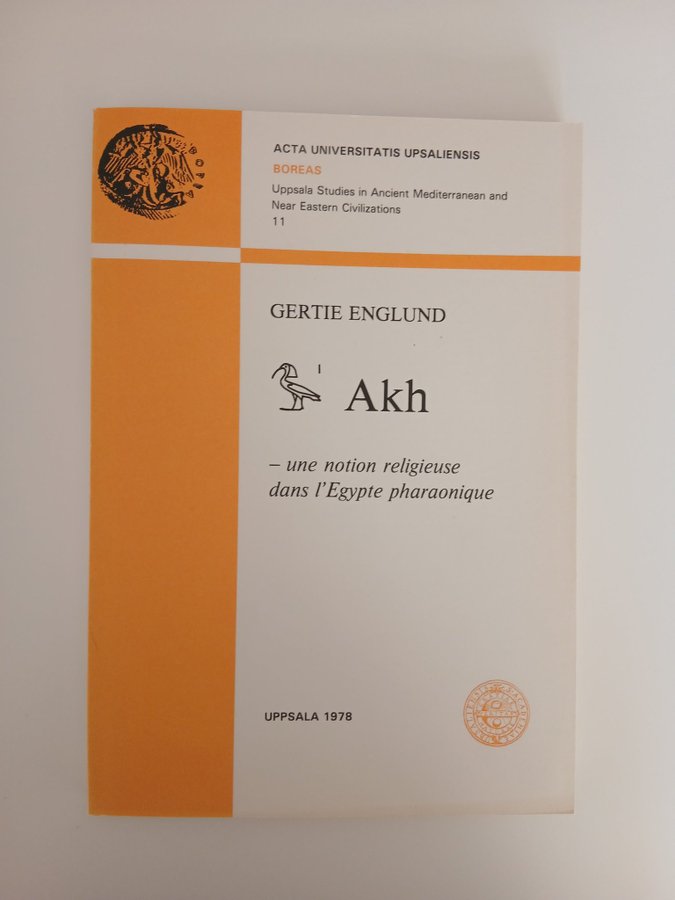 ACTA UNIVERSITATIS UPSALIENSIS
BOREAS
Uppsala Studies in Ancient Mediterranean and
Near Eastern Civilizations
11
GERTIE ENGLUND
Akh
– une notion religieuse
dans l'Egypte pharaonique
UPPSALA 1978